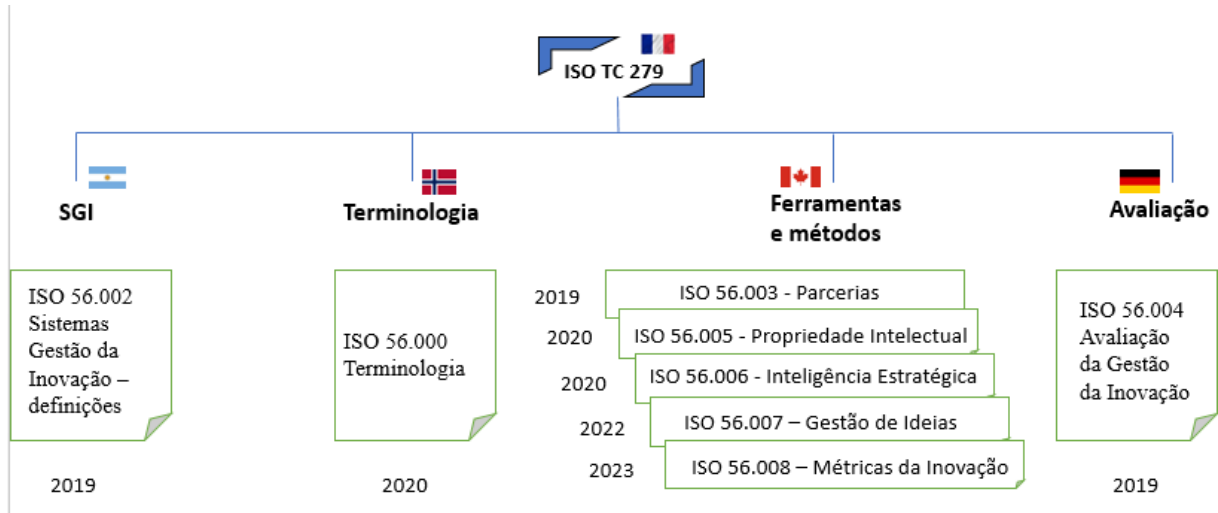 ISO TC 279
SGI
Terminologia
Ferramentas
e métodos
Avaliação
ISO 56.002
Sistemas
Gestão da
Inovação –
definições
2019
ISO 56.000
Terminologia
2020
2019
ISO 56.003 - Parcerias
2020
ISO 56.005 - Propriedade Intelectual
2020
ISO 56.006 - Inteligência Estratégica
2022
ISO 56.007 – Gestão de Ideias
2023
ISO 56.008 – Métricas da Inovação
ISO 56.004
Avaliação
da Gestão
da Inovação
2019